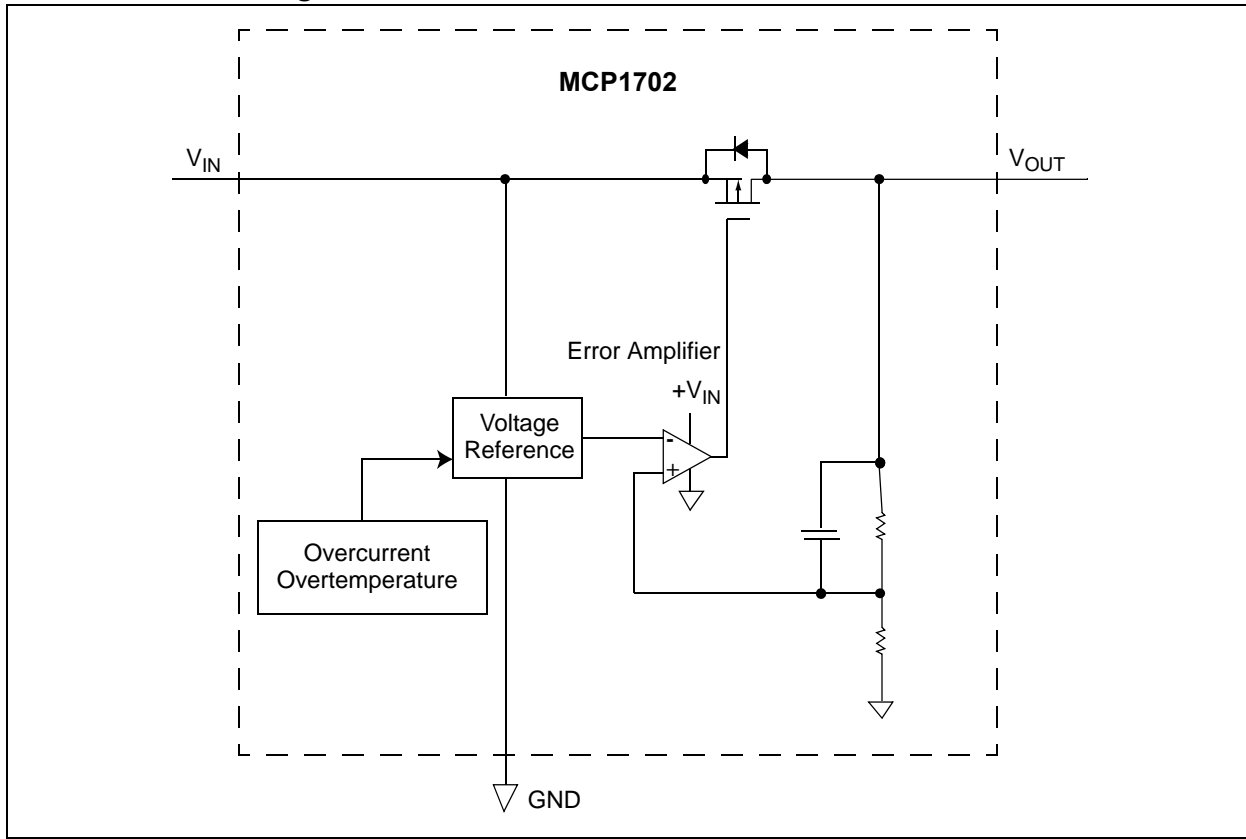 MCP1702
V_IN
V_OUT
Error Amplifier
+V_IN
Voltage
Reference
-
+
Overcurrent
Overtemperature
GND